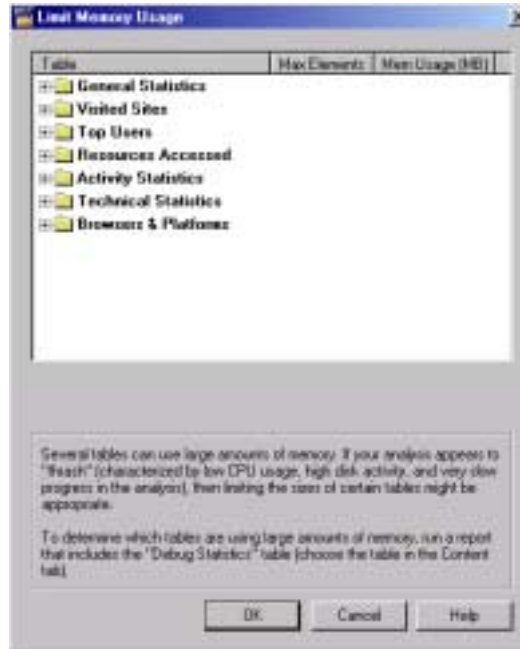 Limit Memory Usage
Table Max Elements Mem Usage (MB)
General Statistics
Visited Sites
Top Users
Resources Accessed
Activity Statistics
Technical Statistics
Browsers & Platforms
Several tables can use large amounts of memory. If your analysis appears to
"thrash" (characterized by low CPU usage, high disk activity, and very slow
progress in the analysis), then limiting the sizes of certain tables might be
appropriate.
To determine which tables are using large amounts of memory, run a report
that includes the "Debug Statistics" table (choose the table in the Content
tab).
OK Cancel Help